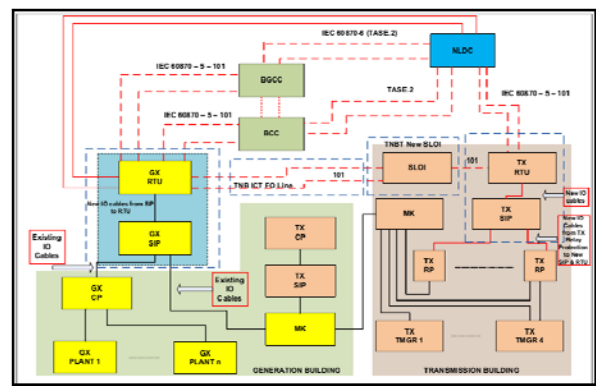 IEC 60870-6 (TASE.2)
NLDC
IEC 60870 – 5 – 101
BGCC
IEC 60870 – 5 – 101
IEC 60870 – 5 – 101
TASE.2
BCC
TNBT New SLOI
GX
RTU
TNB ICT FO Line
101
SLOI
101
TX
RTU
New IO cables from SIP
to RTU
New IO
cables
GX
SIP
TX
CP
MK
TX
SIP
New IO
Cables
from TX
Relay
Protection
to New
SIP & RTU
Existing
IO
Cables
TX
SIP
TX
RP
TX
RP
Existing
IO
Cables
GX
CP
MK
TX
TMGR 1
TX
TMGR 4
GX
PLANT 1
GX
PLANT n
GENERATION BUILDING
TRANSMISSION BUILDING